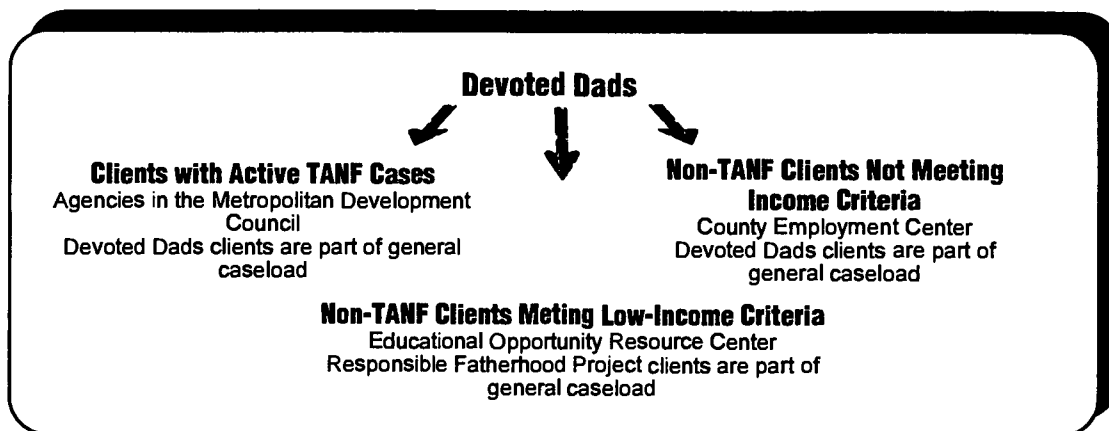 Devoted Dads
Clients with Active TANF Cases
Agencies in the Metropolitan Development
Council
Devoted Dads clients are part of general
caseload
Non-TANF Clients Not Meeting
Income Criteria
County Employment Center
Devoted Dads clients are part of
general caseload
Non-TANF Clients Meting Low-Income Criteria
Educational Opportunity Resource Center
Responsible Fatherhood Project clients are part of
general caseload